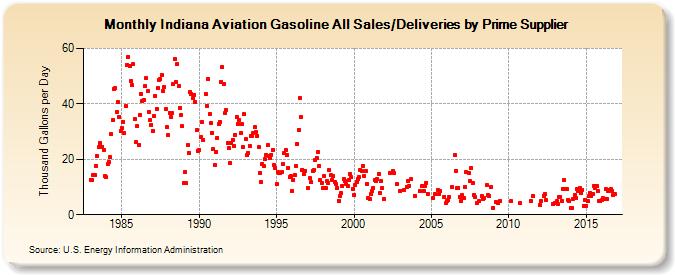 Monthly Indiana Aviation Gasoline All Sales/Deliveries by Prime Supplier
Thousand Gallons per Day
60
40
20
0
1985 1990 1995 2000 2005 2010 2015
Source: U.S. Energy Information Administration